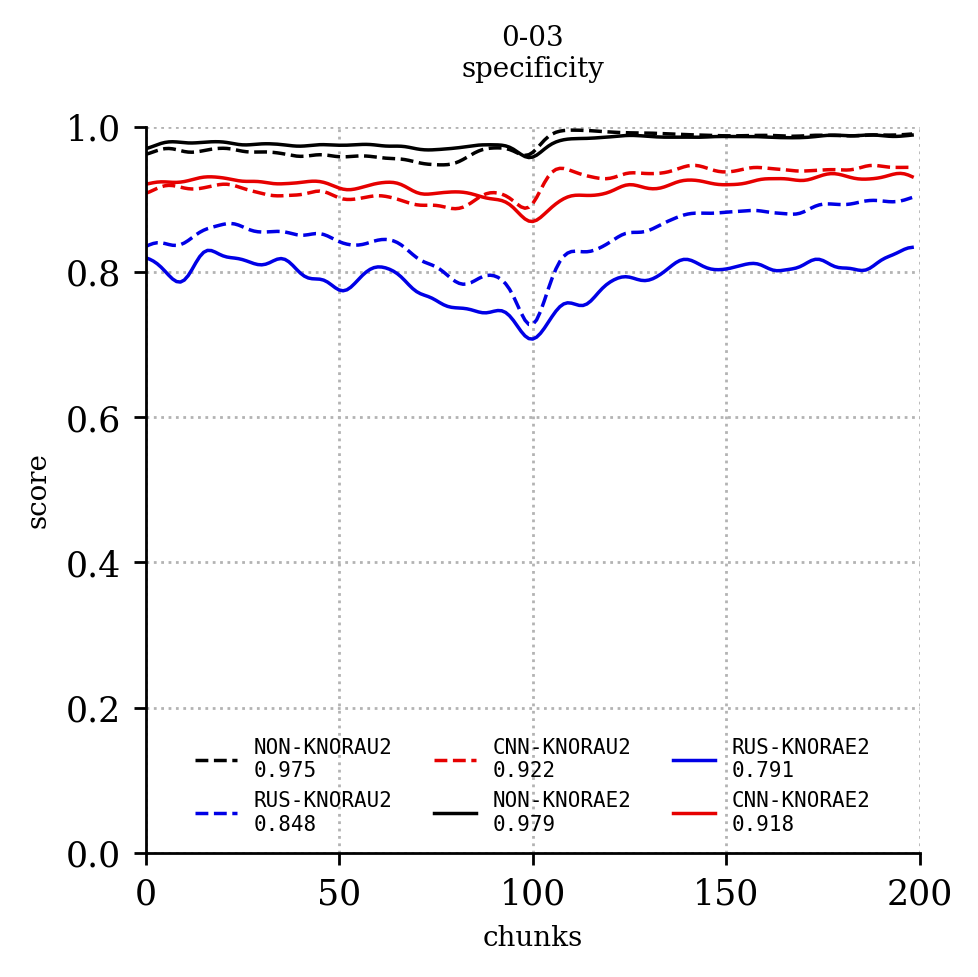 0-03
specificity
1.0
0.8
0.6
0.4
0.2
0.0
score
NON-KNORAU2
0.975
CNN-KNORAU2
0.922
RUS-KNORAE2
0.791
RUS-KNORAU2
0.848
NON-KNORAE2
0.979
CNN-KNORAE2
0.918
0
50
100
150
200
chunks